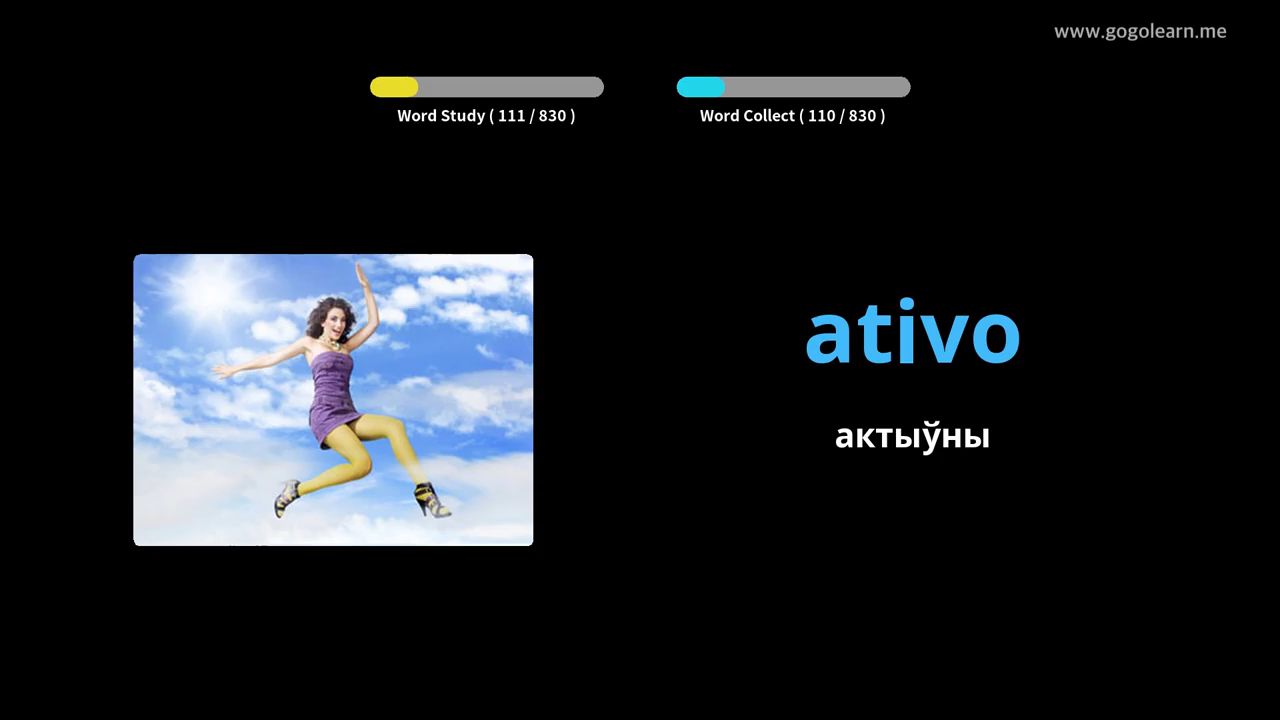 www.gogolearn.me
Word Study ( 111 / 830 )
Word Collect ( 110 / 830 )
ativo
актыўны